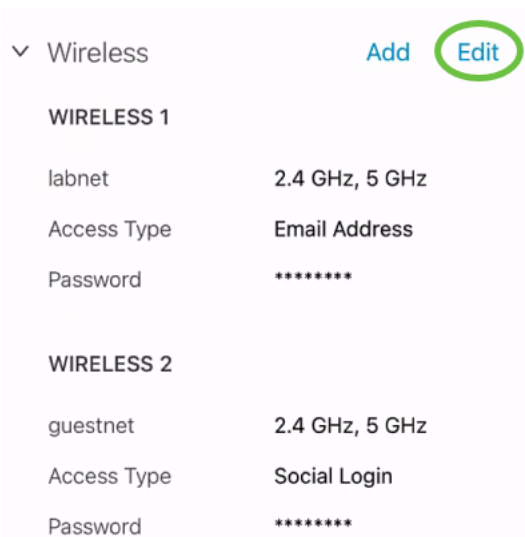 Wireless Add Edit
WIRELESS 1
labnet 2.4 GHz, 5 GHz
Access Type Email Address
Password ********
WIRELESS 2
guestnet 2.4 GHz, 5 GHz
Access Type Social Login
Password ********